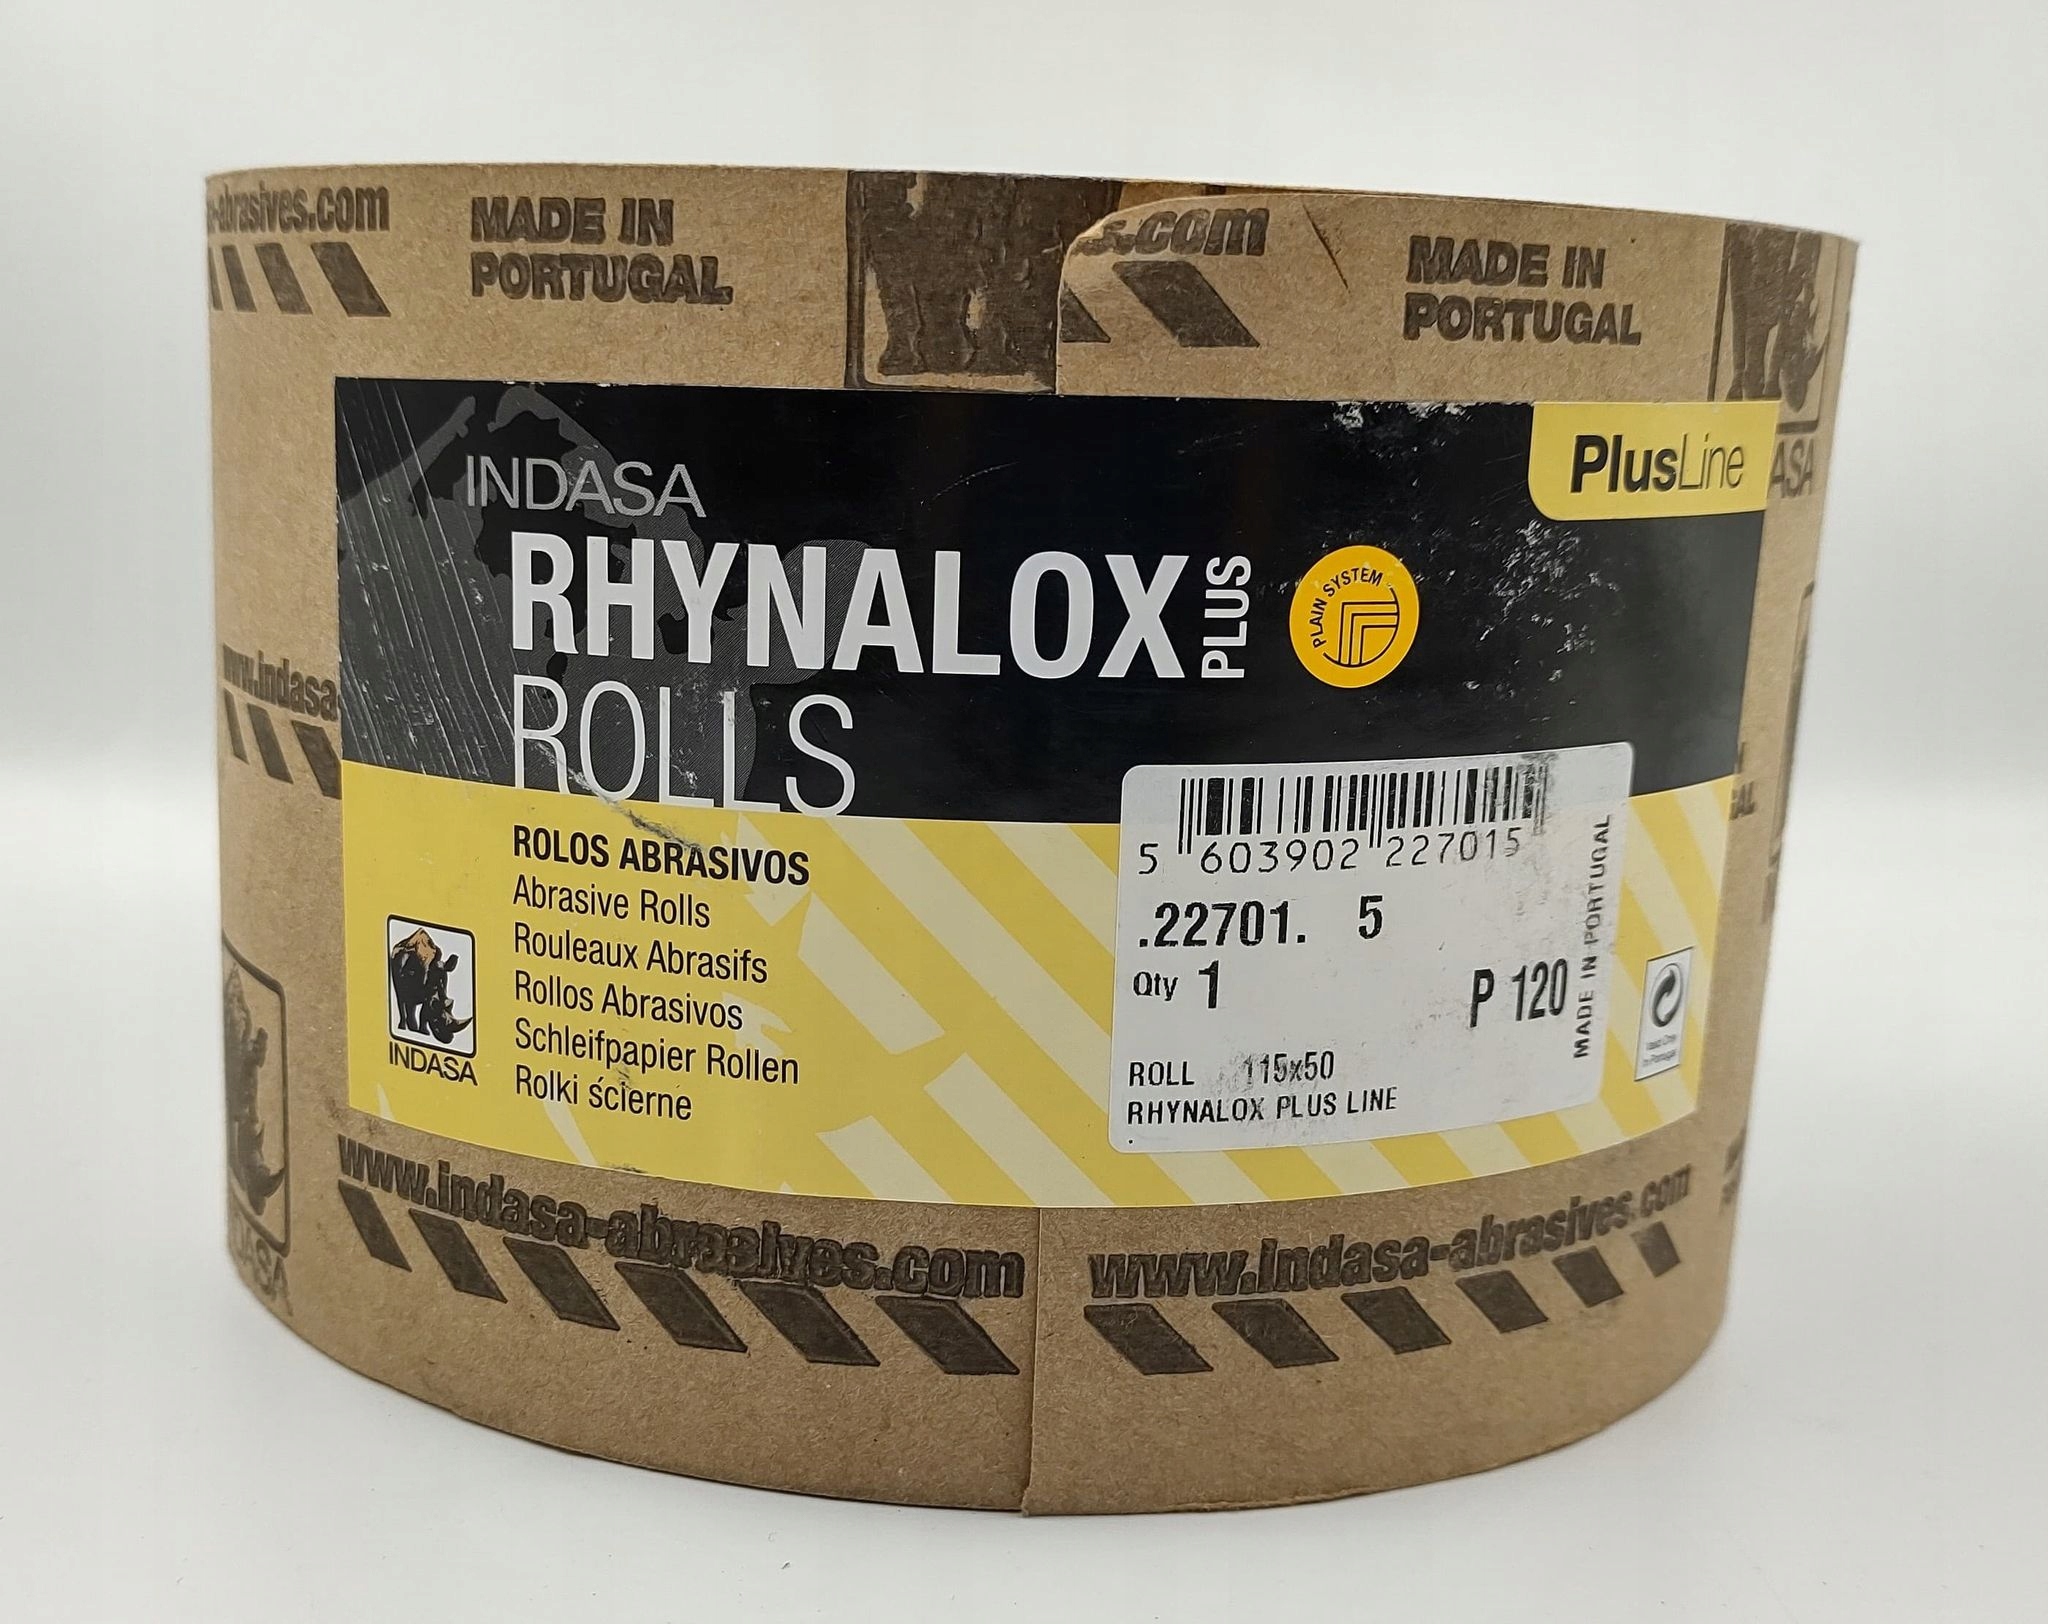 -abrasives.com
MADE IN
PORTUGAL
s.com
MADE IN
PORTUGAL
PlusLine
ASA
INDASA
RHYNALOX PLUS
ROLLS
PLAIN SYSTEM
www.indasa-
ROLOS ABRASIVOS
Abrasive Rolls
Rouleaux Abrasifs
Rollos Abrasivos
Schleifpapier Rollen
Rolki ścierne
INDASA
5 603902 227015
.22701. 5
Qty 1
P 120
ROLL 115x50
RHYNALOX PLUS LINE
MADE IN PORTUGAL
www.indasa-abrasives.com
www.indasa-abrasives.com